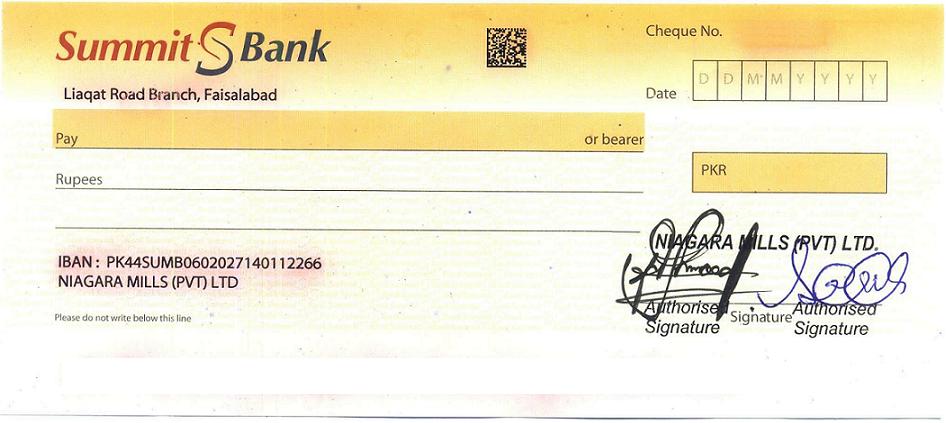 Summit S Bank
Liaqat Road Branch, Faisalabad
Cheque No.
Date D D M M Y Y Y Y
Pay or bearer
Rupees
PKR
IBAN : PK44SUMB0602027140112266
NIAGARA MILLS (PVT) LTD
NIAGARA MILLS (PVT) LTD.
Authorised Signature Signature Authorised Signature
Please do not write below this line